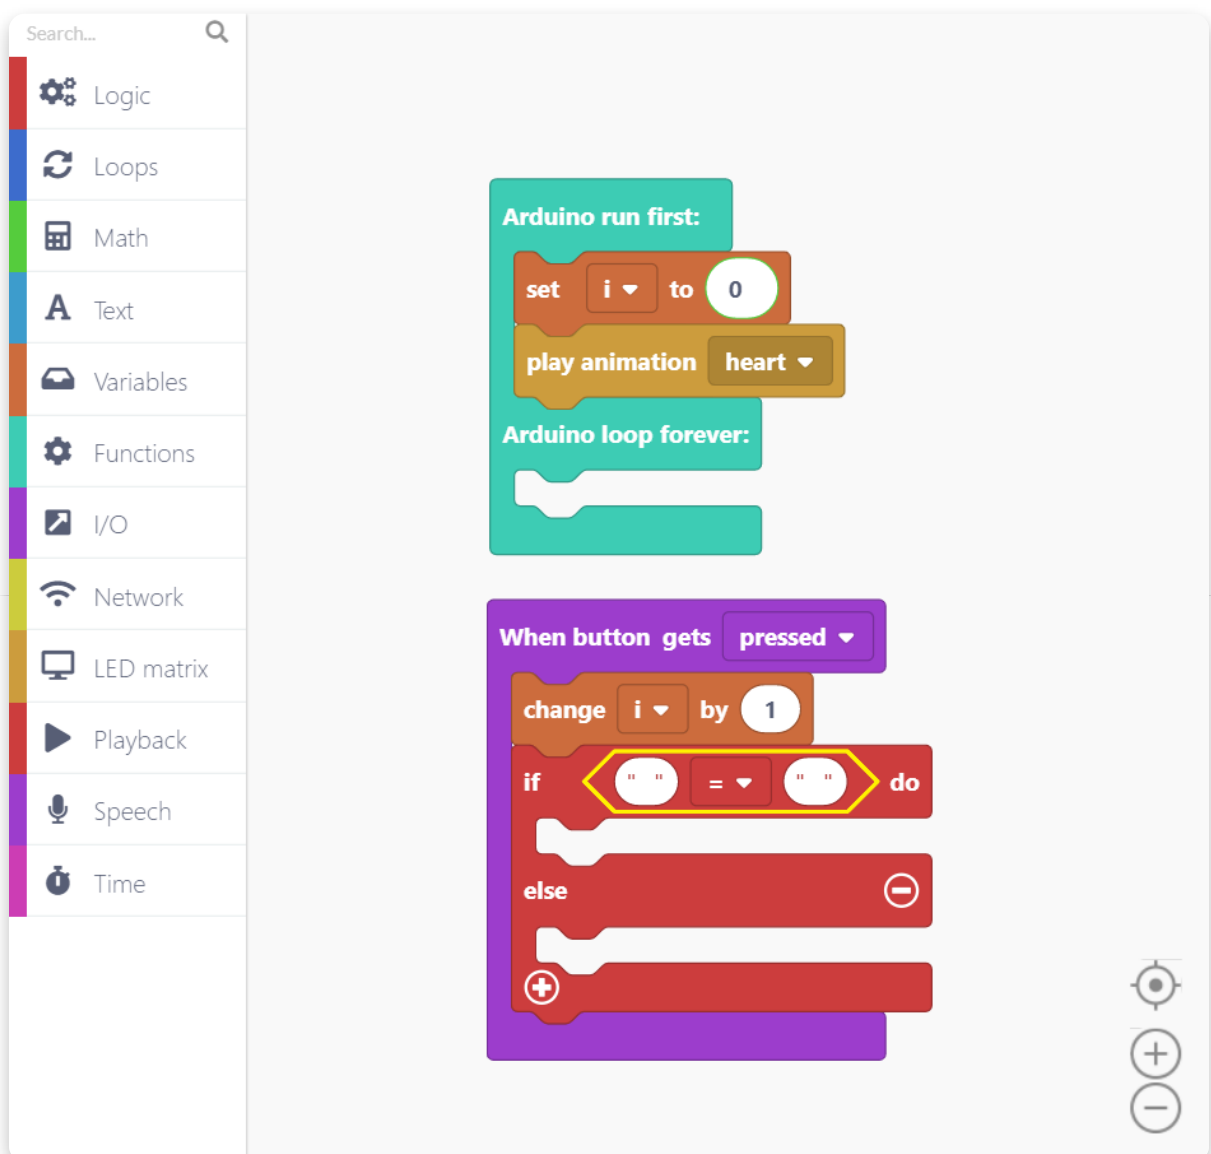 Search...
Logic
Loops
Math
Text
Variables
Functions
I/O
Network
LED matrix
Playback
Speech
Time
Arduino run first:
set i to 0
play animation heart
Arduino loop forever:
When button gets pressed
change i by 1
if " " = " " do
else